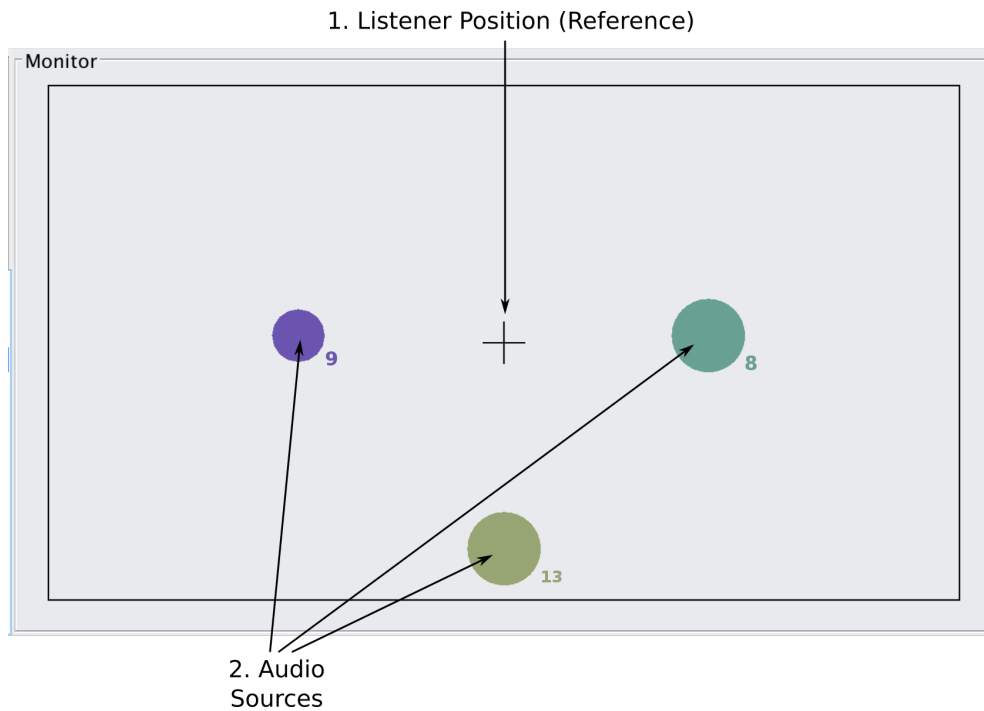 1. Listener Position (Reference)
Monitor
9
8
13
2. Audio
Sources